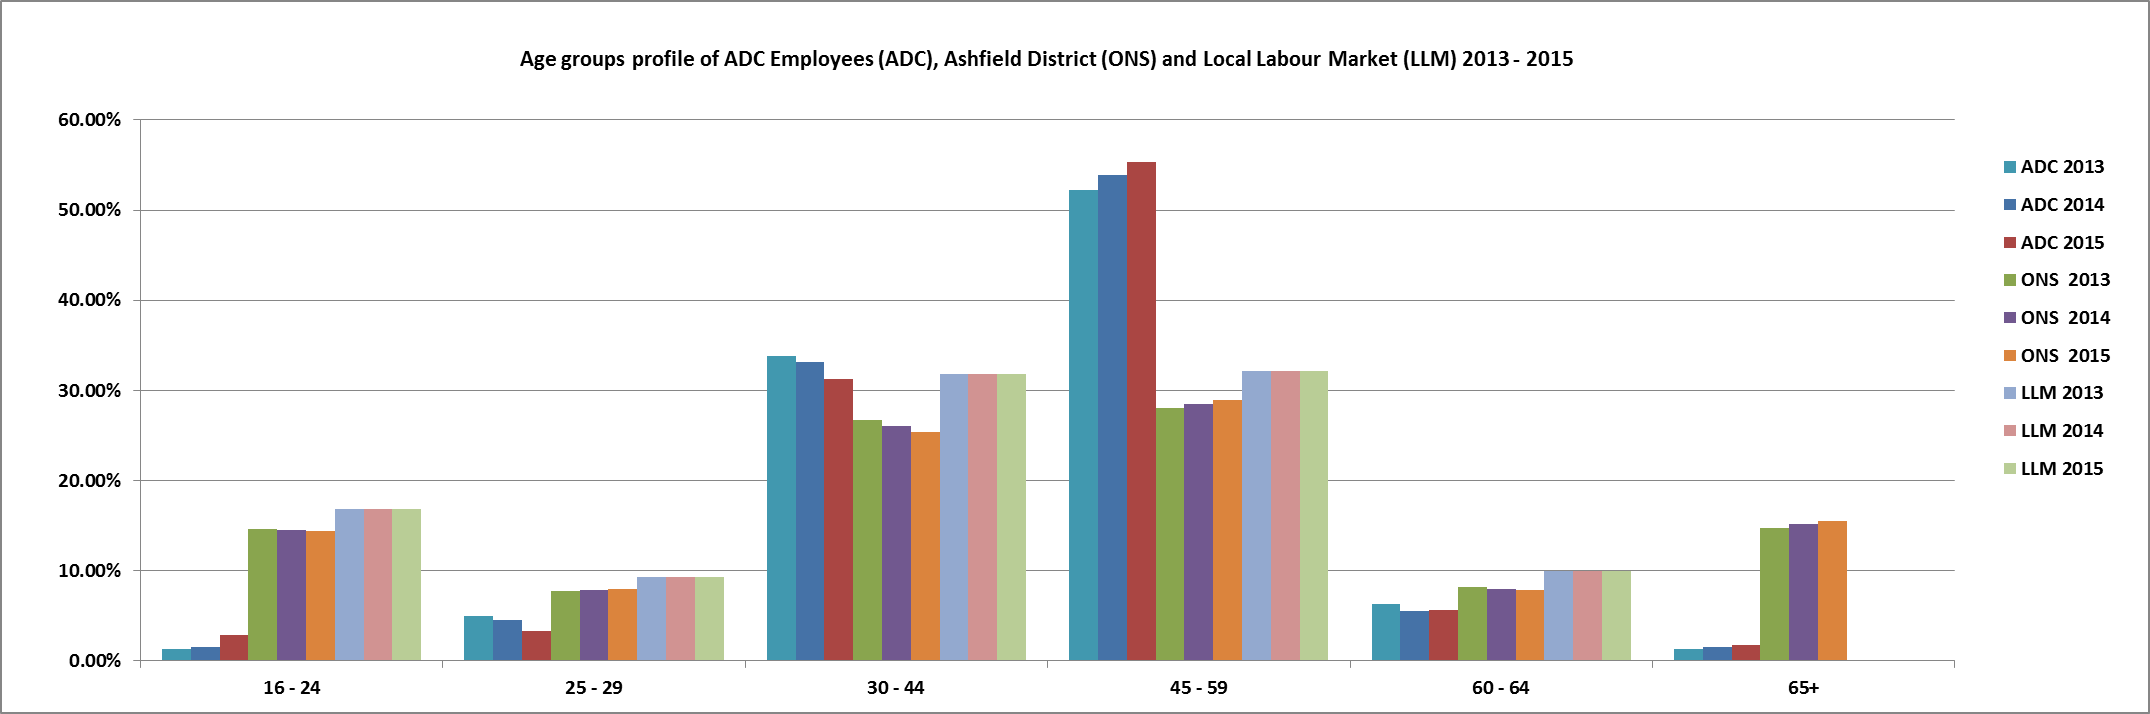 Age groups profile of ADC Employees (ADC), Ashfield District (ONS) and Local Labour Market (LLM) 2013 - 2015
60.00%
50.00%
40.00%
30.00%
20.00%
10.00%
0.00%
16 - 24
25 - 29
30 - 44
45 - 59
60 - 64
65+
ADC 2013
ADC 2014
ADC 2015
ONS  2013
ONS  2014
ONS  2015
LLM 2013
LLM 2014
LLM 2015